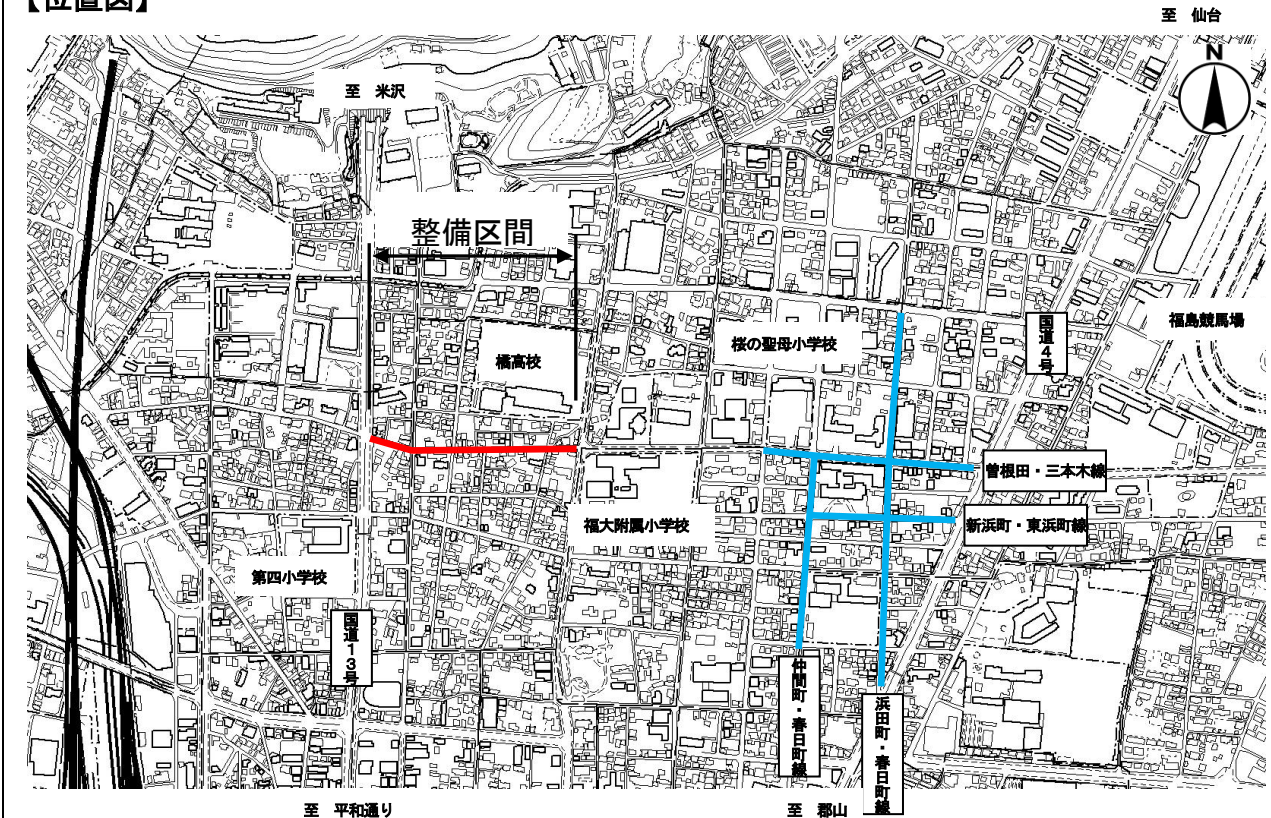 【位置図】
至 仙台
N
至 米沢
整備区間
福島競馬場
国道4号
桜の聖母小学校
橘高校
曽根田・三本木線
新浜町・東浜町線
福大附属小学校
第四小学校
国道13号
仲間町・春日町線
浜田町・春日町線
至 平和通り
至 郡山